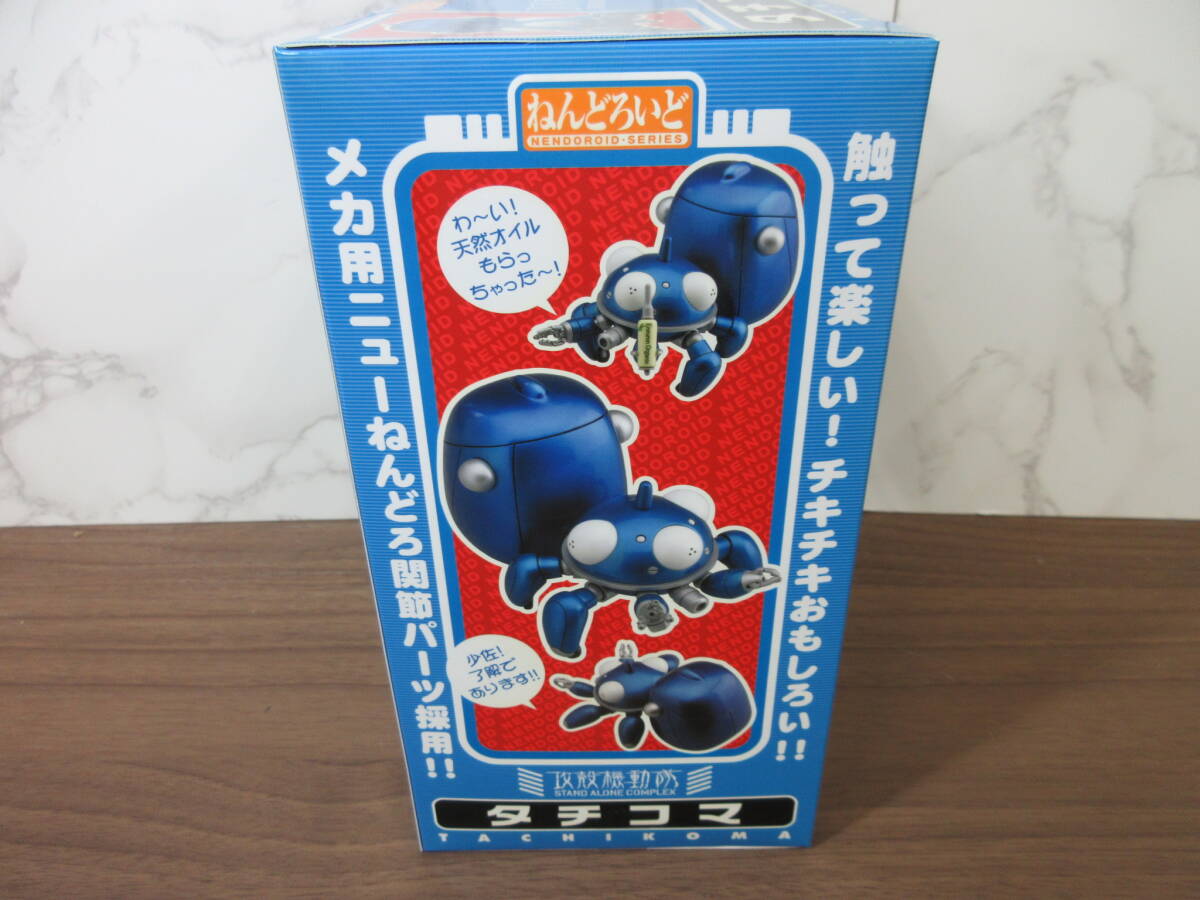 ねんどろいど
NENDOROID・SERIES
触って楽しい！チキチキおもしろい！！
メカ用ニューねんどろ関節パーツ採用！！
わ〜い！
天然オイル
もらっ
ちゃった〜！
少佐！
了解で
あります！！
攻殻機動隊
STAND ALONE COMPLEX
タチコマ
TACHIKOMA